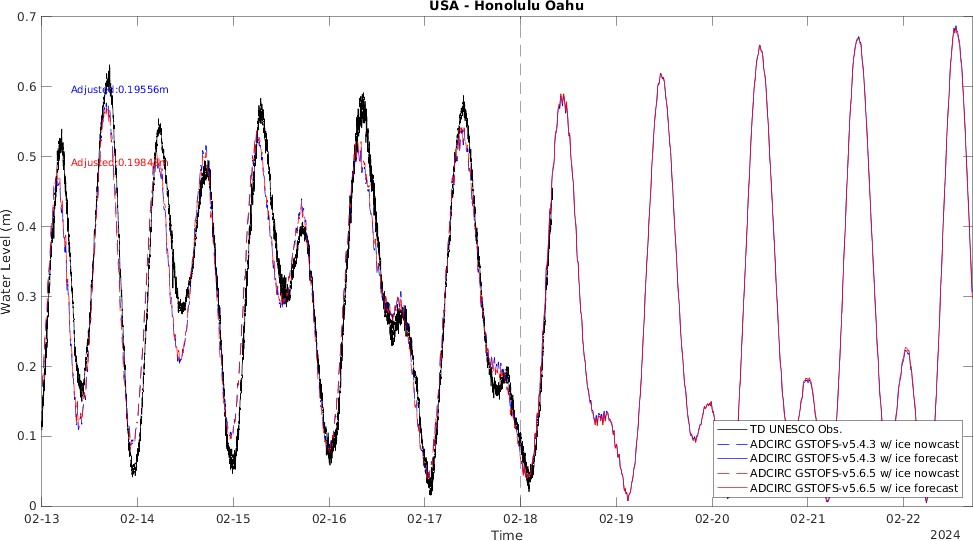 USA - Honolulu Oahu
0.7
0.6
0.5
0.4
0.3
0.2
0.1
0
Water Level (m)
Adjusted:0.19556m
02-13
02-14
02-15
02-16
02-17
02-18
02-19
02-20
02-21
02-22
Time
2024
TD UNESCO Obs.
ADCIRC GSTOFS-v5.4.3 w/ ice nowcast
ADCIRC GSTOFS-v5.4.3 w/ ice forecast
ADCIRC GSTOFS-v5.6.5 w/ ice nowcast
ADCIRC GSTOFS-v5.6.5 w/ ice forecast